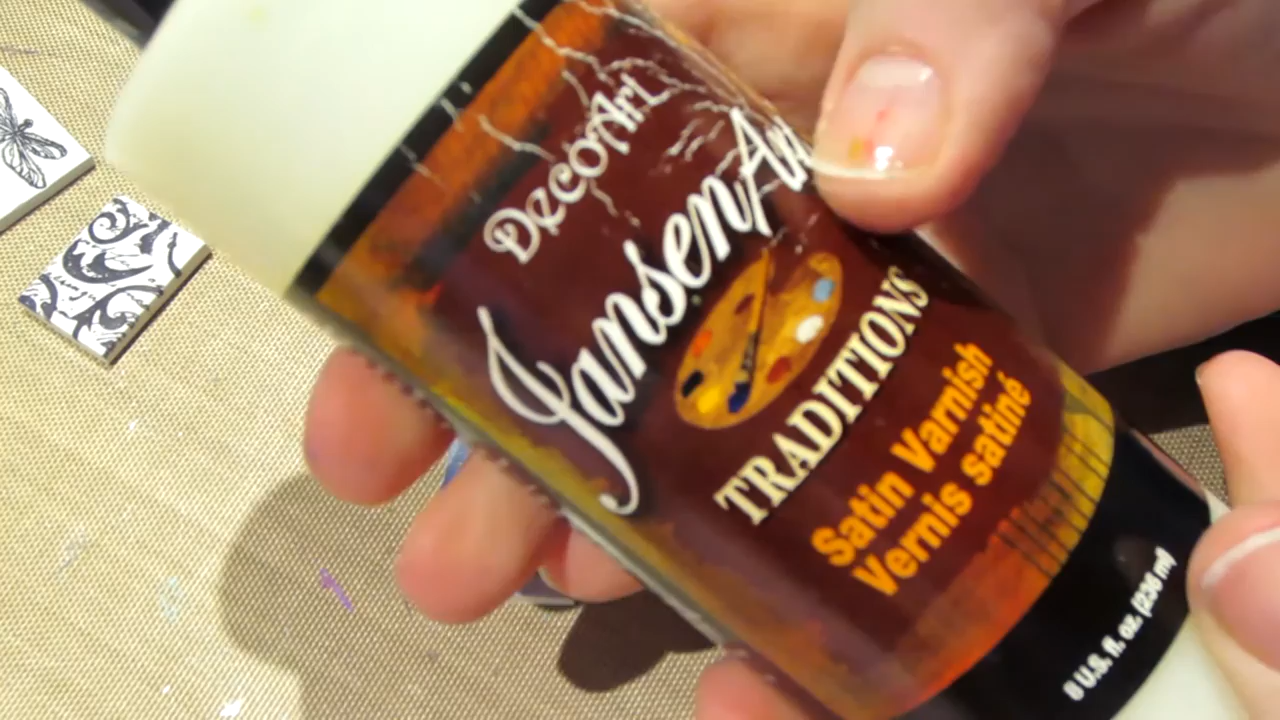 DecoArt
JansenArt
TRADITIONS
Satin Varnish
Vernis satiné
8 U.S. fl. oz. (236 ml)